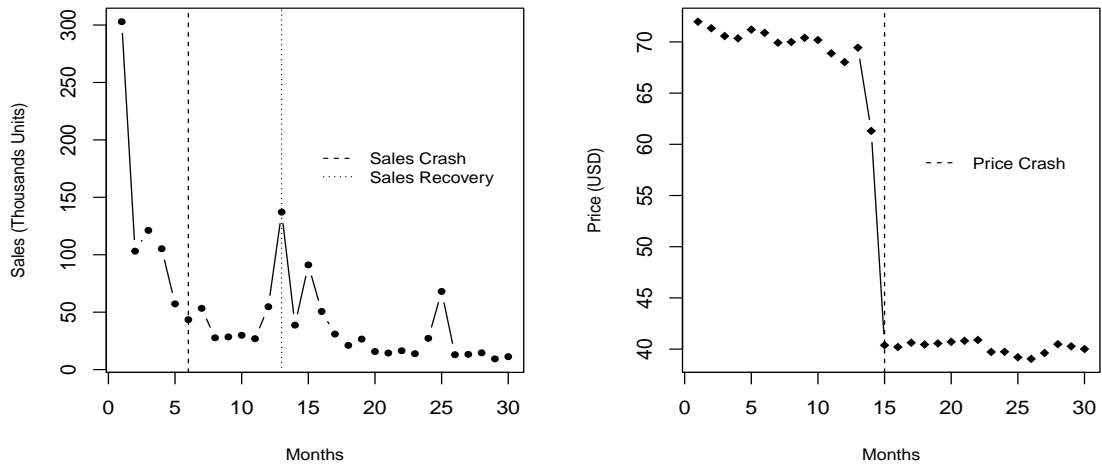 Sales (Thousands Units)
300
250
200
150
100
50
0
Sales Crash
Sales Recovery
0 5 10 15 20 25 30
Months
Price (USD)
70
65
60
55
50
45
40
Price Crash
0 5 10 15 20 25 30
Months